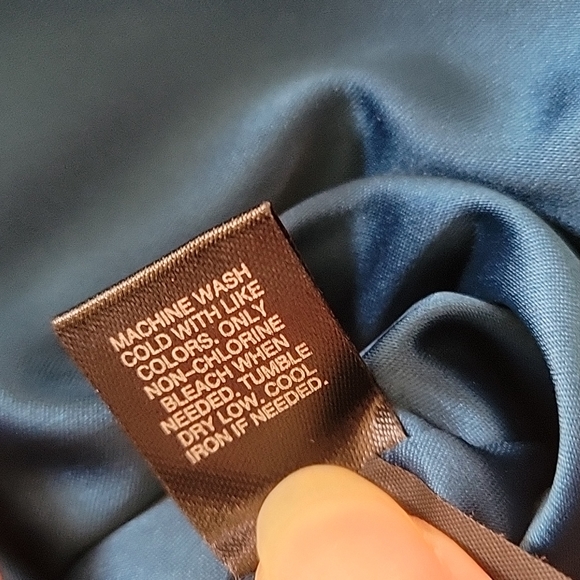 MACHINE WASH
COLD WITH LIKE
COLORS. ONLY
NON-CHLORINE
BLEACH WHEN
NEEDED. TUMBLE
DRY LOW. COOL
IRON IF NEEDED.